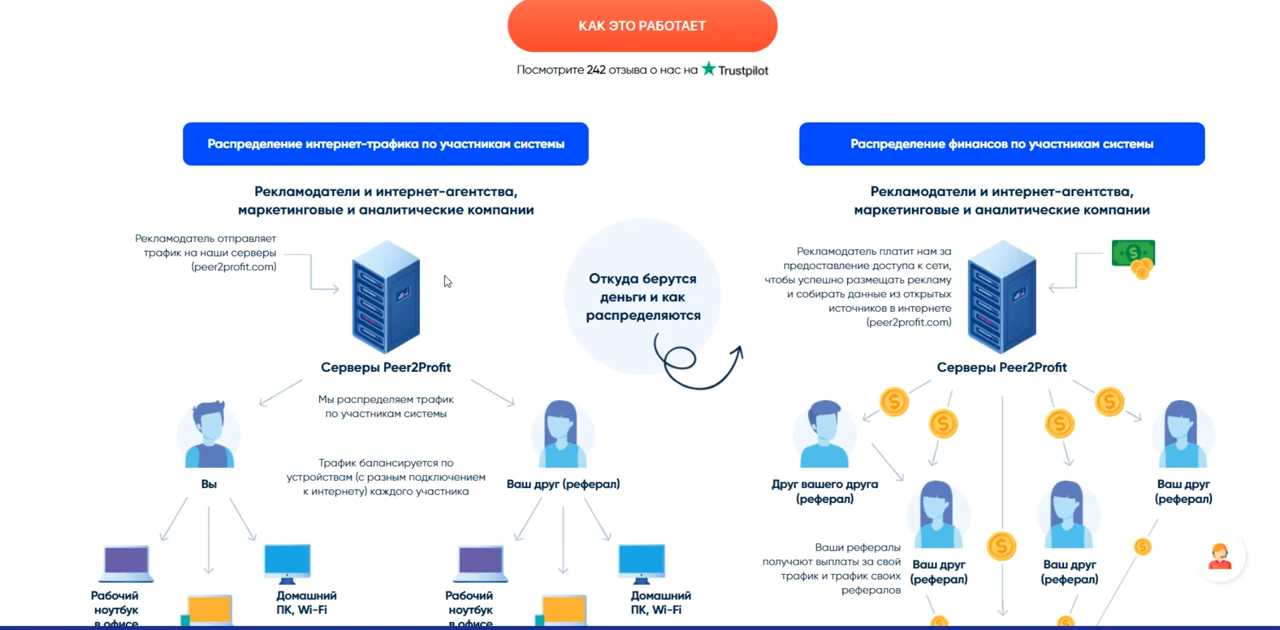 КАК ЭТО РАБОТАЕТ
Посмотрите 242 отзыва о нас на Trustpilot
Распределение интернет-трафика по участникам системы
Рекламодатели и интернет-агентства,
маркетинговые и аналитические компании
Рекламодатель отправляет
трафик на наши серверы
(peer2profit.com)
Серверы Peer2Profit
Мы распределяем трафик
по участникам системы
Трафик балансируется по
устройствам (с разным подключением
к интернету) каждого участника
Вы
Ваш друг (реферал)
Рабочий
ноутбук
в офисе
Домашний
ПК, Wi-Fi
Рабочий
ноутбук
в офисе
Домашний
ПК, Wi-Fi
Откуда берутся
деньги и как
распределяются
Распределение финансов по участникам системы
Рекламодатели и интернет-агентства,
маркетинговые и аналитические компании
Рекламодатель платит нам за
предоставление доступа к сети,
чтобы успешно размещать рекламу
и собирать данные из открытых
источников в интернете
(peer2profit.com)
Серверы Peer2Profit
Друг вашего друга
(реферал)
Ваш друг
(реферал)
Ваши рефералы
получают выплаты за свой
трафик и трафик своих
рефералов
Ваш друг
(реферал)
Ваш друг
(реферал)